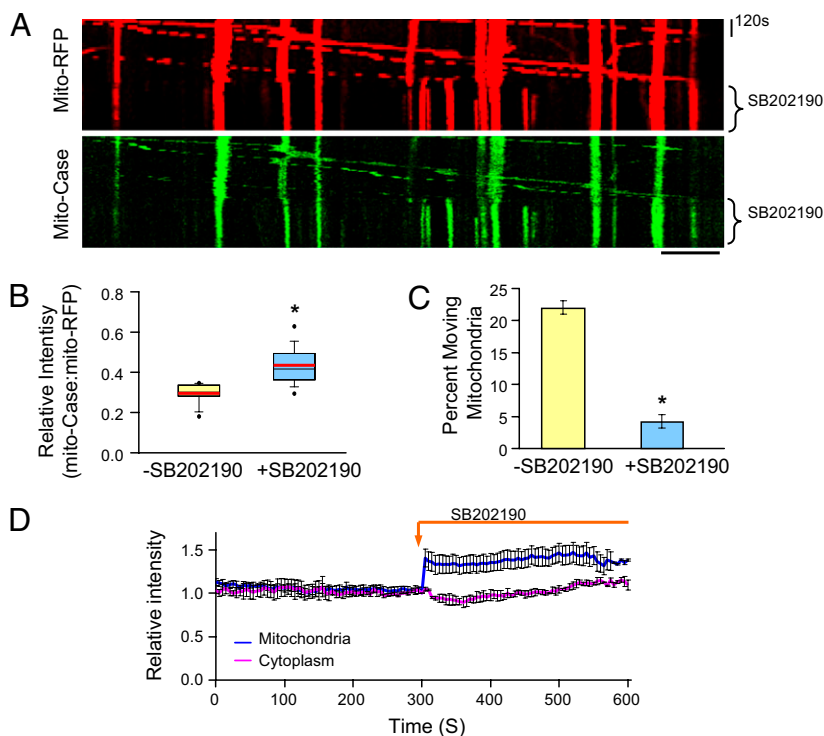 A
Mito-RFP
120s
SB202190
Mito-Case
SB202190
B
Relative Intentisy
(mito-Case:mito-RFP)
0.8
0.6
0.4
0.2
0.0
*
-SB202190 +SB202190
C
Percent Moving
Mitochondria
25
20
15
10
5
0
*
-SB202190 +SB202190
D
SB202190
Relative intensity
1.5
1.0
0.5
0.0
Mitochondria
Cytoplasm
0 100 200 300 400 500 600
Time (S)